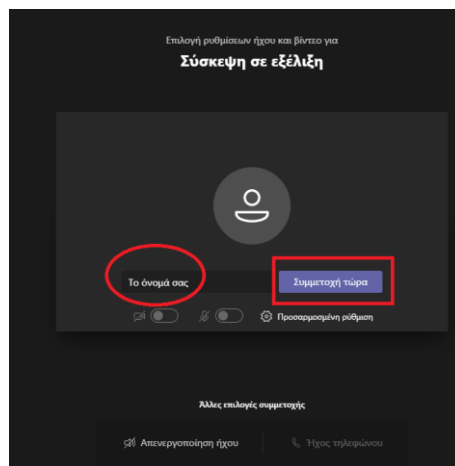 Επιλογή ρυθμίσεων ήχου και βίντεο για
Σύσκεψη σε εξέλιξη
Το όνομά σας
Συμμετοχή τώρα
Προσαρμοσμένη ρύθμιση
Άλλες επιλογές συμμετοχής
Απενεργοποίηση ήχου
Ήχος τηλεφώνου